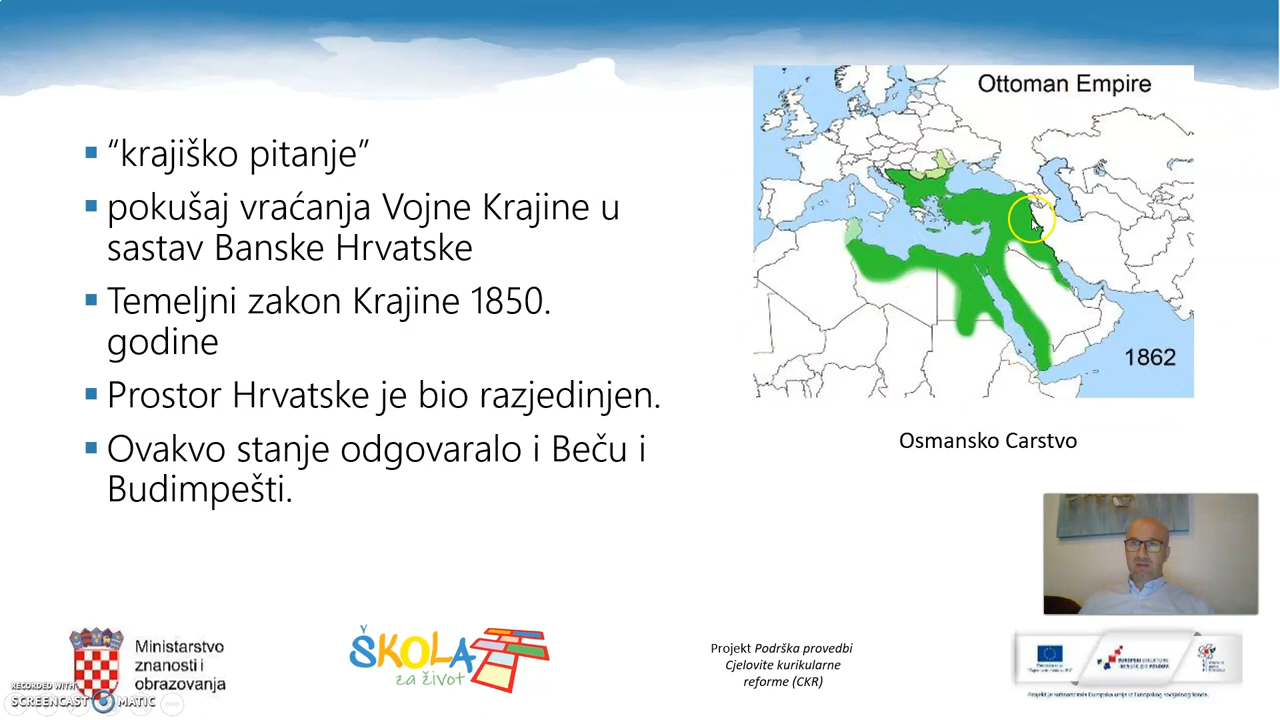 “krajiško pitanje”
pokušaj vraćanja Vojne Krajine u
sastav Banske Hrvatske
Temeljni zakon Krajine 1850.
godine
Prostor Hrvatske je bio razjedinjen.
Ovakvo stanje odgovaralo i Beču i
Budimpešti.
Ottoman Empire
1862
Osmansko Carstvo
Ministarstvo
znanosti i
obrazovanja
ŠKOLA
za život
Projekt Podrška provedbi
Cjelovite kurikularne
reforme (CKR)
RECORDED WITH
SCREENCAST MATIC